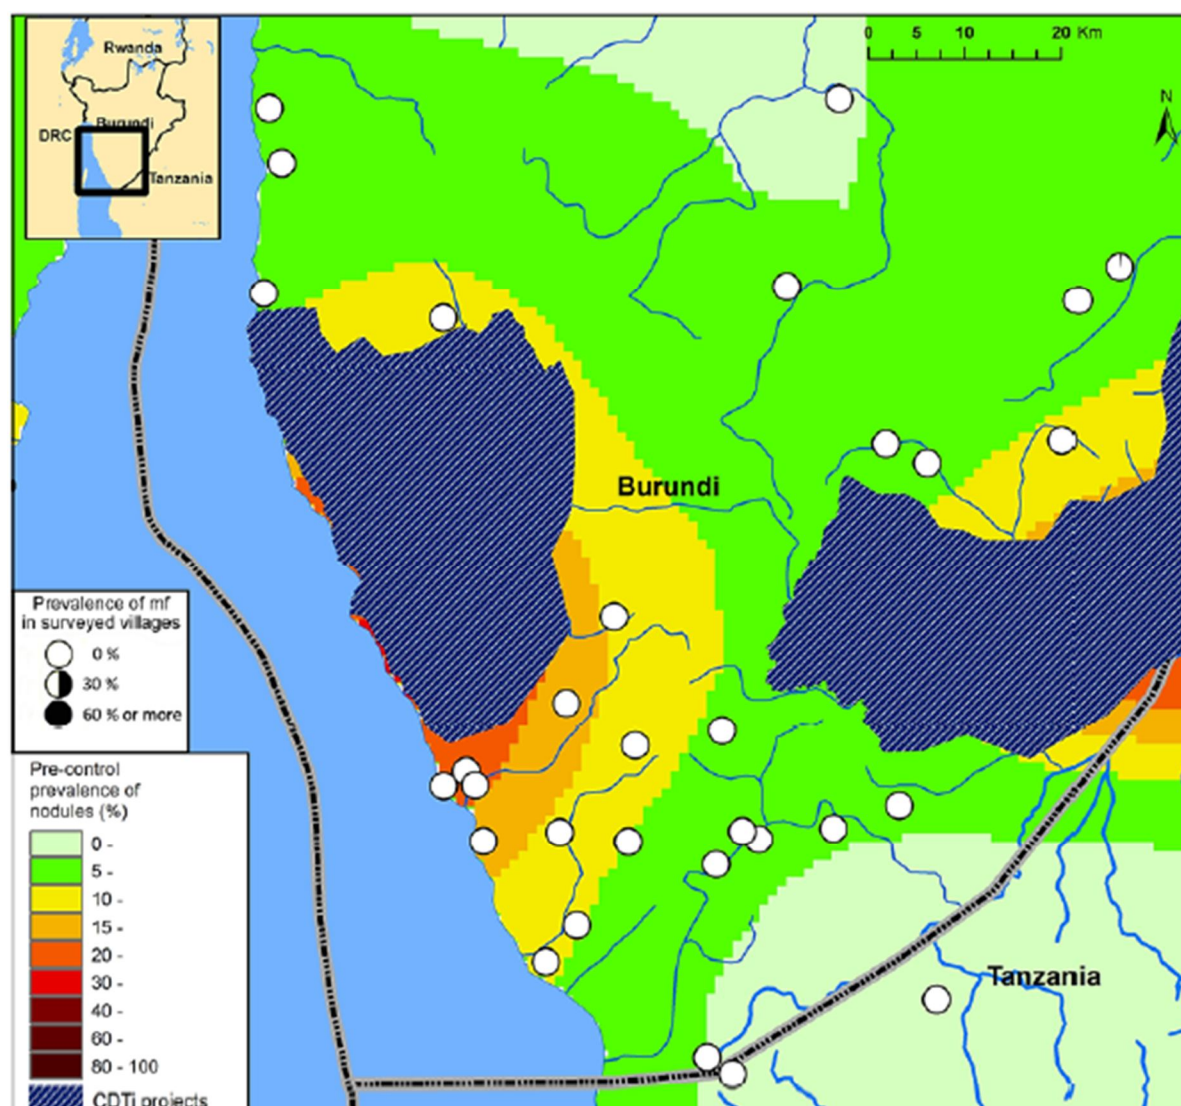 Rwanda
Burundi
DRC
Tanzania
0 5 10 20 Km
N
Burundi
Prevalence of mf
in surveyed villages
0 %
30 %
60 % or more
Pre-control
prevalence of
nodules (%)
0 -
5 -
10 -
15 -
20 -
30 -
40 -
60 -
80 - 100
CDTi projects
Tanzania